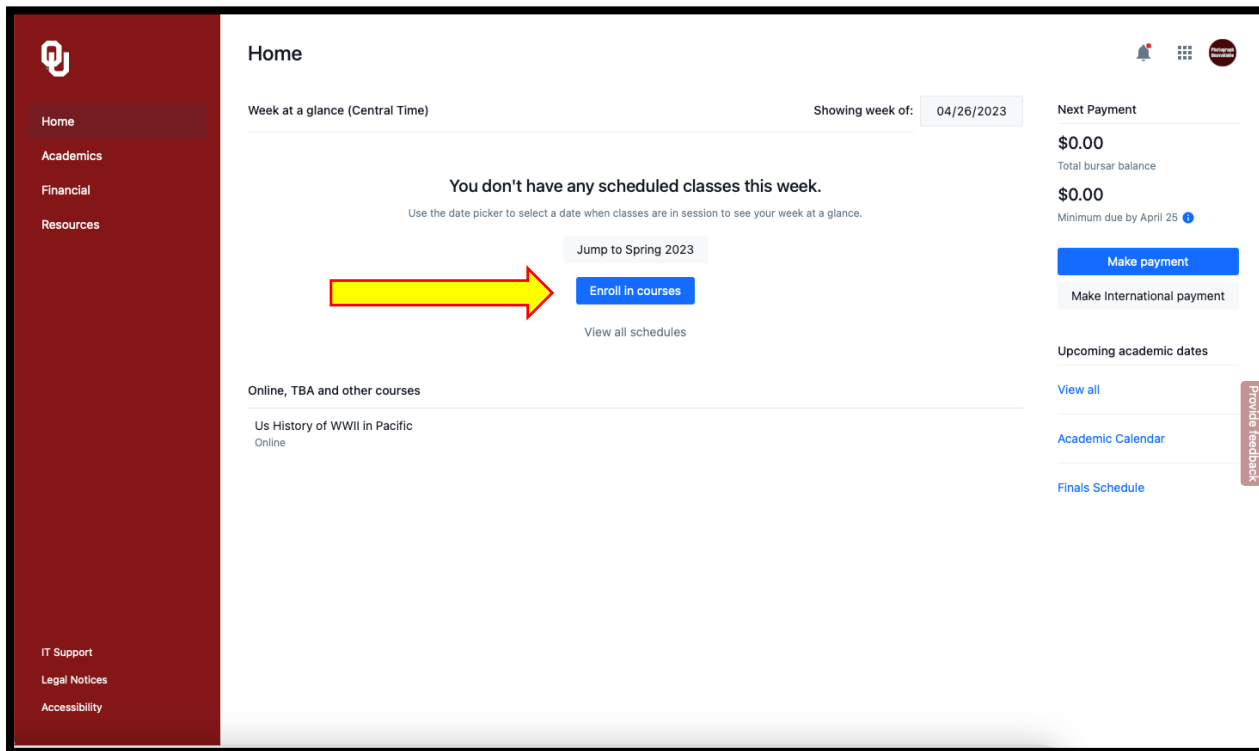 OU
Home
Academics
Financial
Resources
IT Support
Legal Notices
Accessibility
Home
Week at a glance (Central Time)
Showing week of: 04/26/2023
You don't have any scheduled classes this week.
Use the date picker to select a date when classes are in session to see your week at a glance.
Jump to Spring 2023
Enroll in courses
View all schedules
Online, TBA and other courses
Us History of WWII in Pacific
Online
Photograph
Unavailable
Next Payment
$0.00
Total bursar balance
$0.00
Minimum due by April 25
Make payment
Make International payment
Upcoming academic dates
View all
Academic Calendar
Finals Schedule
Provide feedback